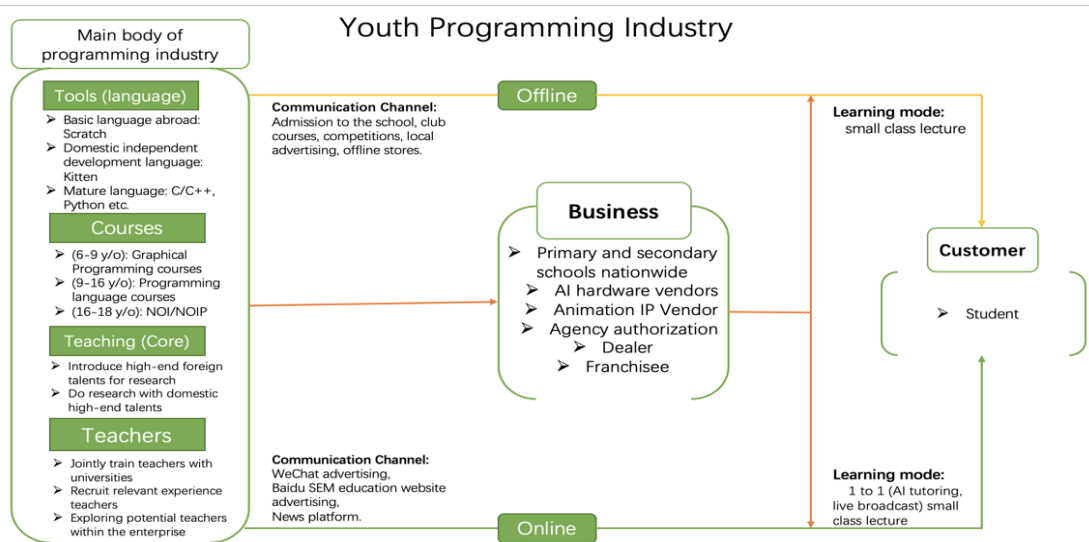 Youth Programming Industry
Main body of
programming industry
Tools (language)
➢ Basic language abroad:
Scratch
➢ Domestic independent
development language:
Kitten
➢ Mature language: C/C++,
Python etc.
Courses
➢ (6-9 y/o): Graphical
Programming courses
➢ (9-16 y/o): Programming
language courses
➢ (16-18 y/o): NOI/NOIP
Teaching (Core)
➢ Introduce high-end foreign
talents for research
➢ Do research with domestic
high-end talents
Teachers
➢ Jointly train teachers with
universities
➢ Recruit relevant experience
teachers
➢ Exploring potential teachers
within the enterprise
Offline
Communication Channel:
Admission to the school, club
courses, competitions, local
advertising, offline stores.
Business
➢ Primary and secondary
schools nationwide
➢ AI hardware vendors
➢ Animation IP Vendor
➢ Agency authorization
➢ Dealer
➢ Franchisee
Communication Channel:
WeChat advertising,
Baidu SEM education website
advertising,
News platform.
Online
Learning mode:
small class lecture
Customer
➢ Student
Learning mode:
1 to 1 (AI tutoring,
live broadcast) small
class lecture